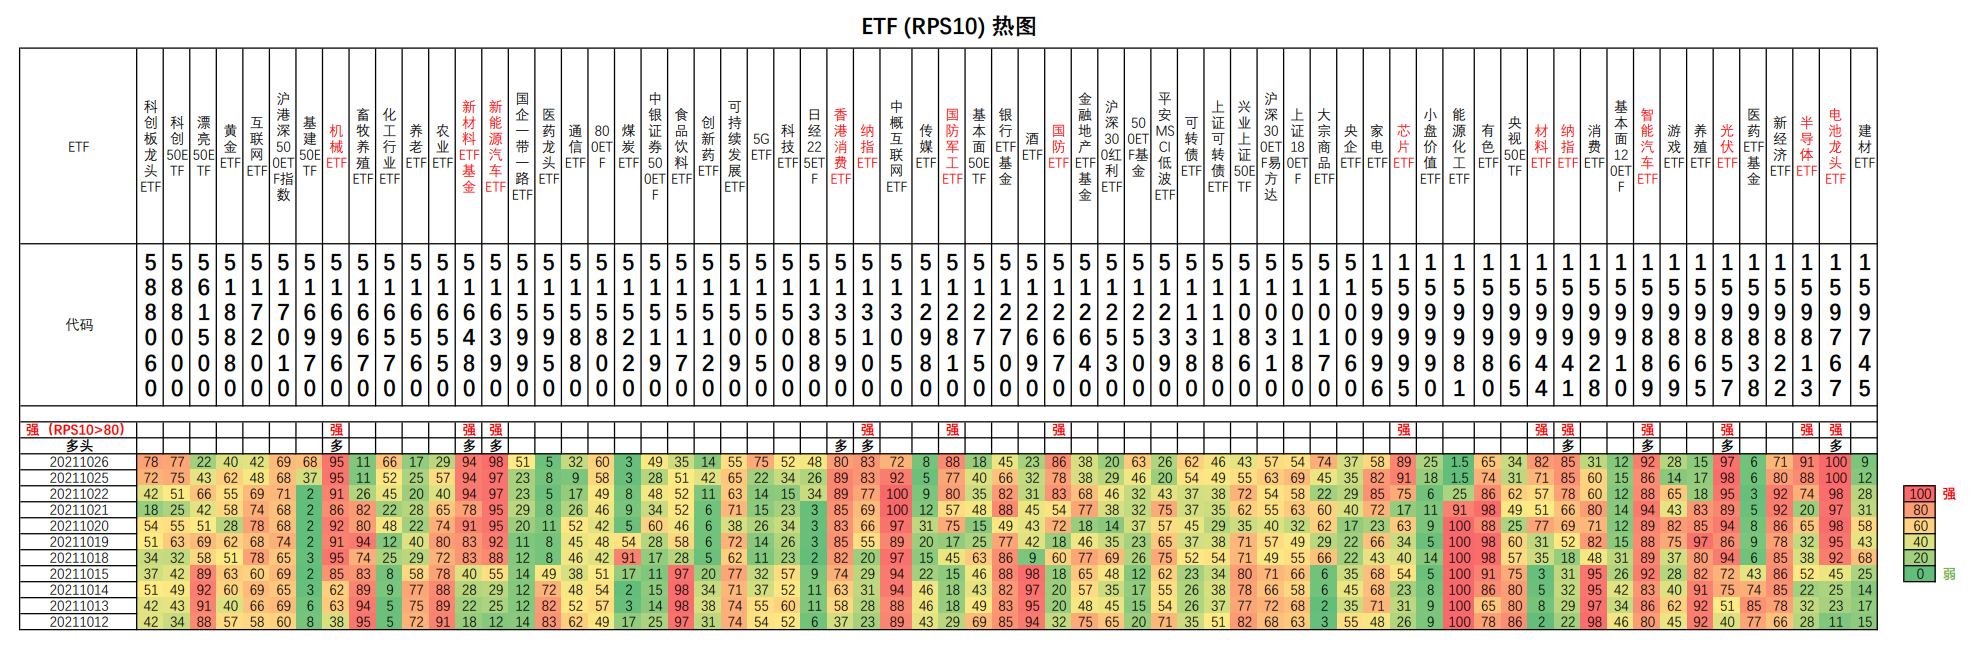 ETF (RPS10) 热图
ETF 科创板龙头ETF 科创50ETF 漂亮50ETF 黄金ETF 互联网ETF 沪港深500ETF指数 基建50ETF 机械ETF 畜牧养殖ETF 化工行业ETF 养老ETF 农业ETF 新材料ETF基金 新能源汽车ETF 国企一带一路ETF 医药龙头ETF 通信ETF 80ETF 煤炭ETF 中银证券500ETF 食品饮料ETF 创新药ETF 可持续发展ETF 5GETF 科技ETF 日经225ETF 香港消费ETF 纳指ETF 中概互联网ETF 传媒ETF 国防军工ETF 基本面50ETF 银行ETF基金 酒ETF 国防ETF 金融地产ETF基金 沪深300红利ETF 500ETF基金 平安MSCI低波ETF 可转债ETF 上证可转债ETF 兴业上证50ETF 沪深300ETF易方达 上证180ETF 大宗商品ETF 央企ETF 家电ETF 芯片ETF 小盘价值ETF 能源化工ETF 有色ETF 央视50ETF 材料ETF 纳指ETF 消费ETF 基本面120ETF 智能汽车ETF 游戏ETF 养殖ETF 光伏ETF 医药ETF基金 新经济ETF 半导体ETF 电池龙头ETF 建材ETF
代码 588060 588000 561500 518880 517200 517010 516970 516960 516670 516570 516560 516550 516480 516390 515990 515950 515880 515800 515220 515190 515170 515120 515090 515050 515000 513880 513590 513100 513050 512980 512810 512750 512700 512690 512670 512640 512530 512500 512390 511380 511180 510860 510310 510180 510170 510060 159996 159995 159990 159981 159980 159965 159944 159941 159928 159910 159889 159869 159865 159857 159838 159822 159813 159767 159745
强（RPS10>80） 强 强 强 强 强 强 强 强 强 强 强 强 强
多头 多 多 多 多 多 多 多 多 多
20211026 78 77 22 40 42 69 68 95 11 66 17 29 94 98 51 5 32 60 3 49 35 14 55 75 52 48 80 83 72 8 88 18 45 23 86 38 20 63 26 62 46 43 57 54 74 37 58 89 25 1.5 65 34 82 85 31 12 92 28 15 97 6 71 91 100 9
20211025 72 75 43 62 48 68 37 95 11 52 25 57 94 97 23 8 9 58 3 28 51 42 65 22 34 26 89 83 92 5 77 40 66 32 78 38 29 46 20 54 49 55 63 69 45 35 82 91 18 1.5 74 31 71 85 60 15 86 14 17 98 6 80 88 100 12
20211022 42 51 66 55 69 71 2 91 26 45 20 40 94 97 23 5 17 49 8 48 52 11 63 14 15 34 89 77 100 9 80 35 82 31 83 68 46 32 43 37 38 72 54 58 22 29 85 75 6 25 86 62 57 78 60 12 88 65 18 95 3 92 74 98 28
20211021 18 25 42 58 74 68 2 86 82 22 28 65 78 95 29 8 26 46 9 34 52 6 71 15 23 3 85 69 100 12 57 48 88 45 54 77 38 32 17 37 35 62 55 63 60 40 72 17 11 91 98 49 51 66 80 14 94 43 83 89 5 92 20 97 31
20211020 54 55 51 28 78 68 2 92 80 48 22 74 91 95 20 11 52 42 5 60 46 6 38 26 34 3 83 66 97 31 75 15 49 43 72 18 14 37 57 45 29 35 40 32 62 17 23 63 9 100 88 25 77 69 71 12 89 82 85 94 8 86 65 98 58
20211019 51 63 69 62 68 74 2 91 94 12 40 80 83 92 11 8 45 48 54 28 58 6 72 14 26 3 85 55 89 20 17 25 77 42 18 46 35 23 65 37 38 71 57 49 29 22 66 34 5 100 98 60 31 52 82 15 88 75 97 86 9 78 32 95 43
20211018 34 32 58 51 78 65 3 95 74 25 29 72 83 88 12 8 46 42 91 17 28 5 62 11 23 2 82 20 97 15 45 63 86 9 60 77 69 26 75 52 54 71 49 55 66 22 43 40 14 100 98 57 35 18 48 31 89 37 80 94 6 85 38 92 68
20211015 37 42 89 63 60 69 2 85 83 8 58 78 40 55 14 49 38 51 17 11 97 20 77 32 57 9 74 29 94 22 15 46 88 98 18 65 48 12 62 23 34 80 71 66 6 35 68 54 5 100 91 75 3 31 95 26 92 28 82 72 43 86 52 45 25
20211014 51 49 92 60 69 65 3 62 89 9 77 88 28 29 12 72 48 54 2 15 98 34 71 37 52 11 63 31 94 46 18 43 82 97 20 57 35 17 55 26 38 78 66 58 6 45 68 23 8 100 86 80 5 32 95 42 83 40 91 75 74 85 22 25 14
20211013 42 43 91 40 66 69 6 63 94 5 75 89 22 25 12 82 52 57 3 14 98 38 74 55 60 11 58 28 88 46 18 49 83 95 20 48 45 15 54 26 37 77 72 68 2 35 71 31 9 100 65 80 8 29 97 34 86 62 92 51 85 78 32 23 17
20211012 42 34 88 57 58 60 8 38 95 5 72 91 18 12 14 83 62 49 17 25 97 31 74 54 52 6 37 23 89 43 29 69 85 94 32 75 65 20 71 35 51 82 68 63 3 55 48 26 9 100 78 86 2 22 98 46 80 45 92 40 77 66 28 11 15
100 强
80
60
40
20
0 弱